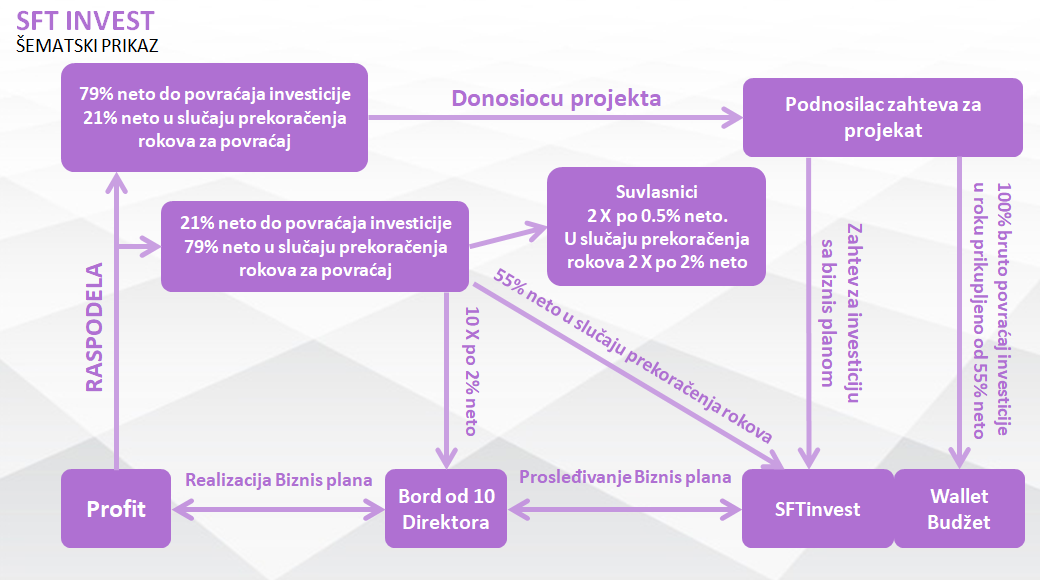 SFT INVEST
ŠEMATSKI PRIKAZ
79% neto do povraćaja investicije
21% neto u slučaju prekoračenja
rokova za povraćaj
Donosiocu projekta
Podnosilac zahteva za
projekat
21% neto do povraćaja investicije
79% neto u slučaju prekoračenja
rokova za povraćaj
Suvlasnici
2 X po 0.5% neto.
U slučaju prekoračenja
rokova 2 X po 2% neto
RASPODELA
10 X po 2% neto
55% neto u slučaju prekoračenja rokova
Zahtev za investiciju
sa biznis planom
100% bruto povraćaj investicije
u roku prikupljeno od 55% neto
Profit
Realizacija Biznis plana
Bord od 10
Direktora
Prosleđivanje Biznis plana
SFTinvest
Wallet
Budžet